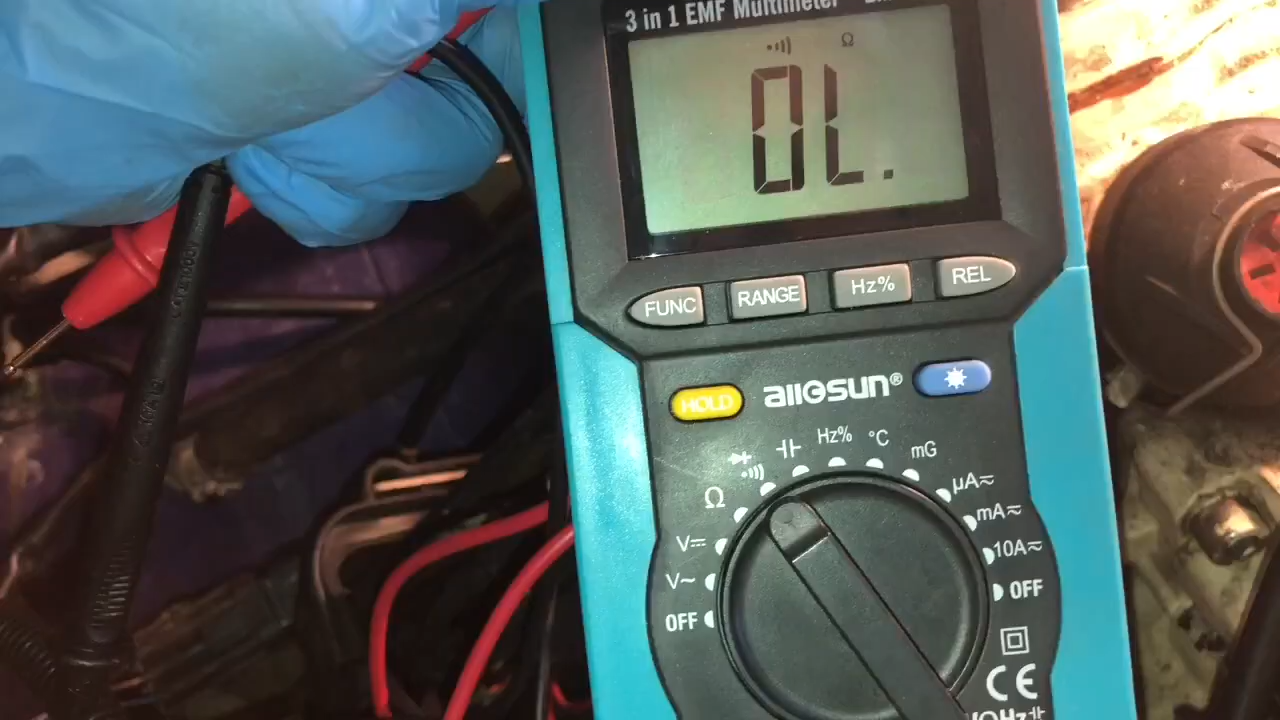 3 in 1 EMF Multimeter
Ω
OL.
FUNC
RANGE
Hz%
REL
HOLD
allosun®
Hz%
°C
mG
Ω
µA
mA
10A
OFF
V
V~
OFF
CE